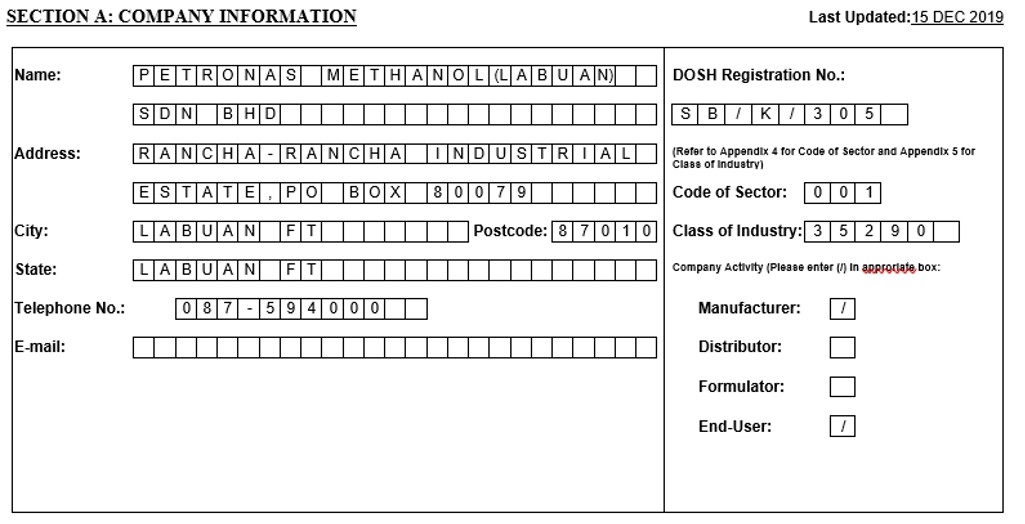 SECTION A: COMPANY INFORMATION
Last Updated:15 DEC 2019
Name: PETRONAS METHANOL(LABUAN)
SDN BHD
Address: RANCHA-RANCHA INDUSTRIAL
ESTATE,PO BOX 80079
City: LABUAN FT Postcode: 87010
State: LABUAN FT
Telephone No.: 087-594000
E-mail:
DOSH Registration No.:
SB/K/305
(Refer to Appendix 4 for Code of Sector and Appendix 5 for
Class of Industry)
Code of Sector: 001
Class of Industry: 35290
Company Activity (Please enter (/) in approriate box:
Manufacturer: /
Distributor:
Formulator:
End-User: /